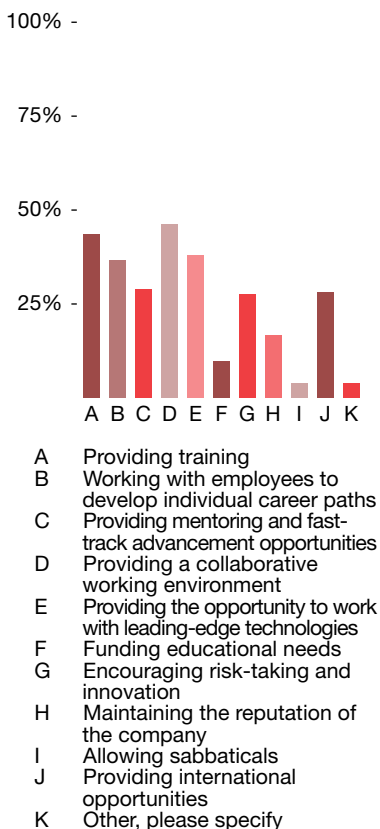 100% -
75% -
50% -
25% -
A B C D E F G H I J K
A Providing training
B Working with employees to
develop individual career paths
C Providing mentoring and fast-
track advancement opportunities
D Providing a collaborative
working environment
E Providing the opportunity to work
with leading-edge technologies
F Funding educational needs
G Encouraging risk-taking and
innovation
H Maintaining the reputation of
the company
I Allowing sabbaticals
J Providing international
opportunities
K Other, please specify